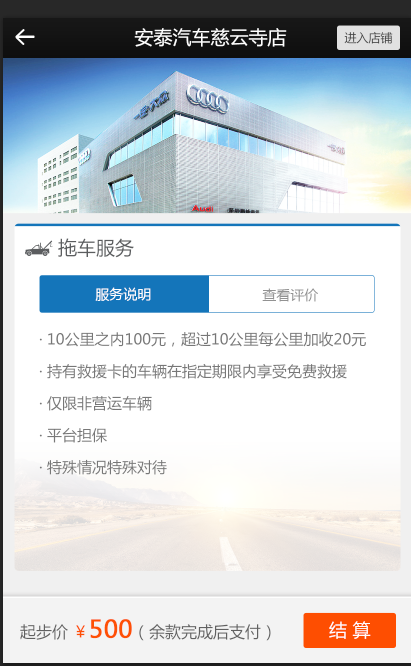 安泰汽车慈云寺店
进入店铺
一汽-大众
拖车服务
服务说明
查看评价
· 10公里之内100元，超过10公里每公里加收20元
· 持有救援卡的车辆在指定期限内享受免费救援
· 仅限非营运车辆
· 平台担保
· 特殊情况特殊对待
起步价 ￥500（余款完成后支付）
结 算